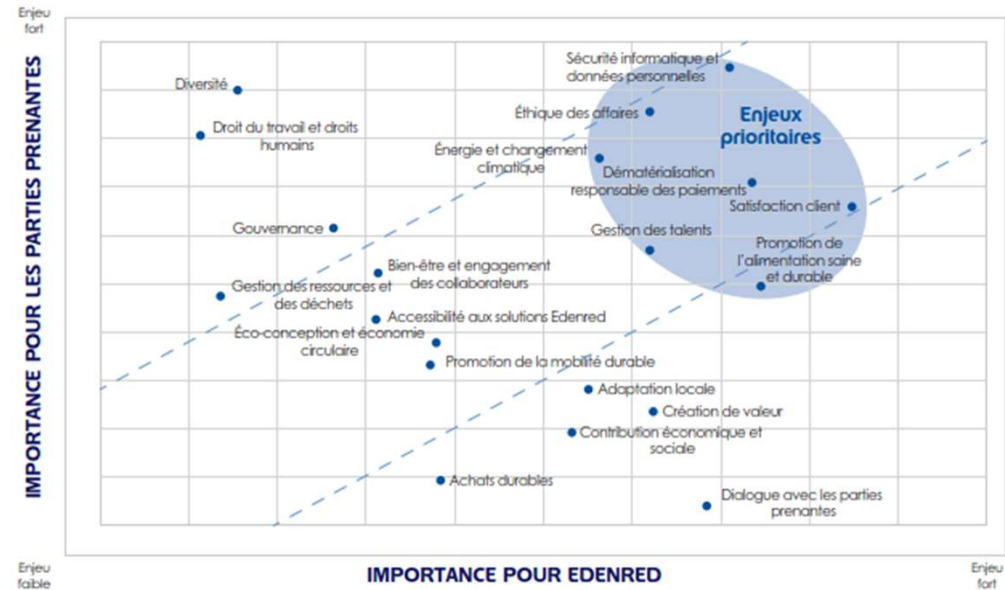 Enjeu
fort
IMPORTANCE POUR LES PARTIES PRENANTES
Sécurité informatique et
données personnelles
Diversité
Éthique des affaires
Enjeux
prioritaires
Droit du travail et droits
humains
Énergie et changement
climatique
Dématérialisation
responsable des paiements
Satisfaction client
Gouvernance
Gestion des talents
Promotion de
l'alimentation saine
et durable
Bien-être et engagement
des collaborateurs
Gestion des ressources et
des déchets
Accessibilité aux solutions Edenred
Éco-conception et économie
circulaire
Promotion de la mobilité durable
Adaptation locale
Création de valeur
Contribution économique et
sociale
Achats durables
Dialogue avec les parties
prenantes
Enjeu
faible
IMPORTANCE POUR EDENRED
Enjeu
fort